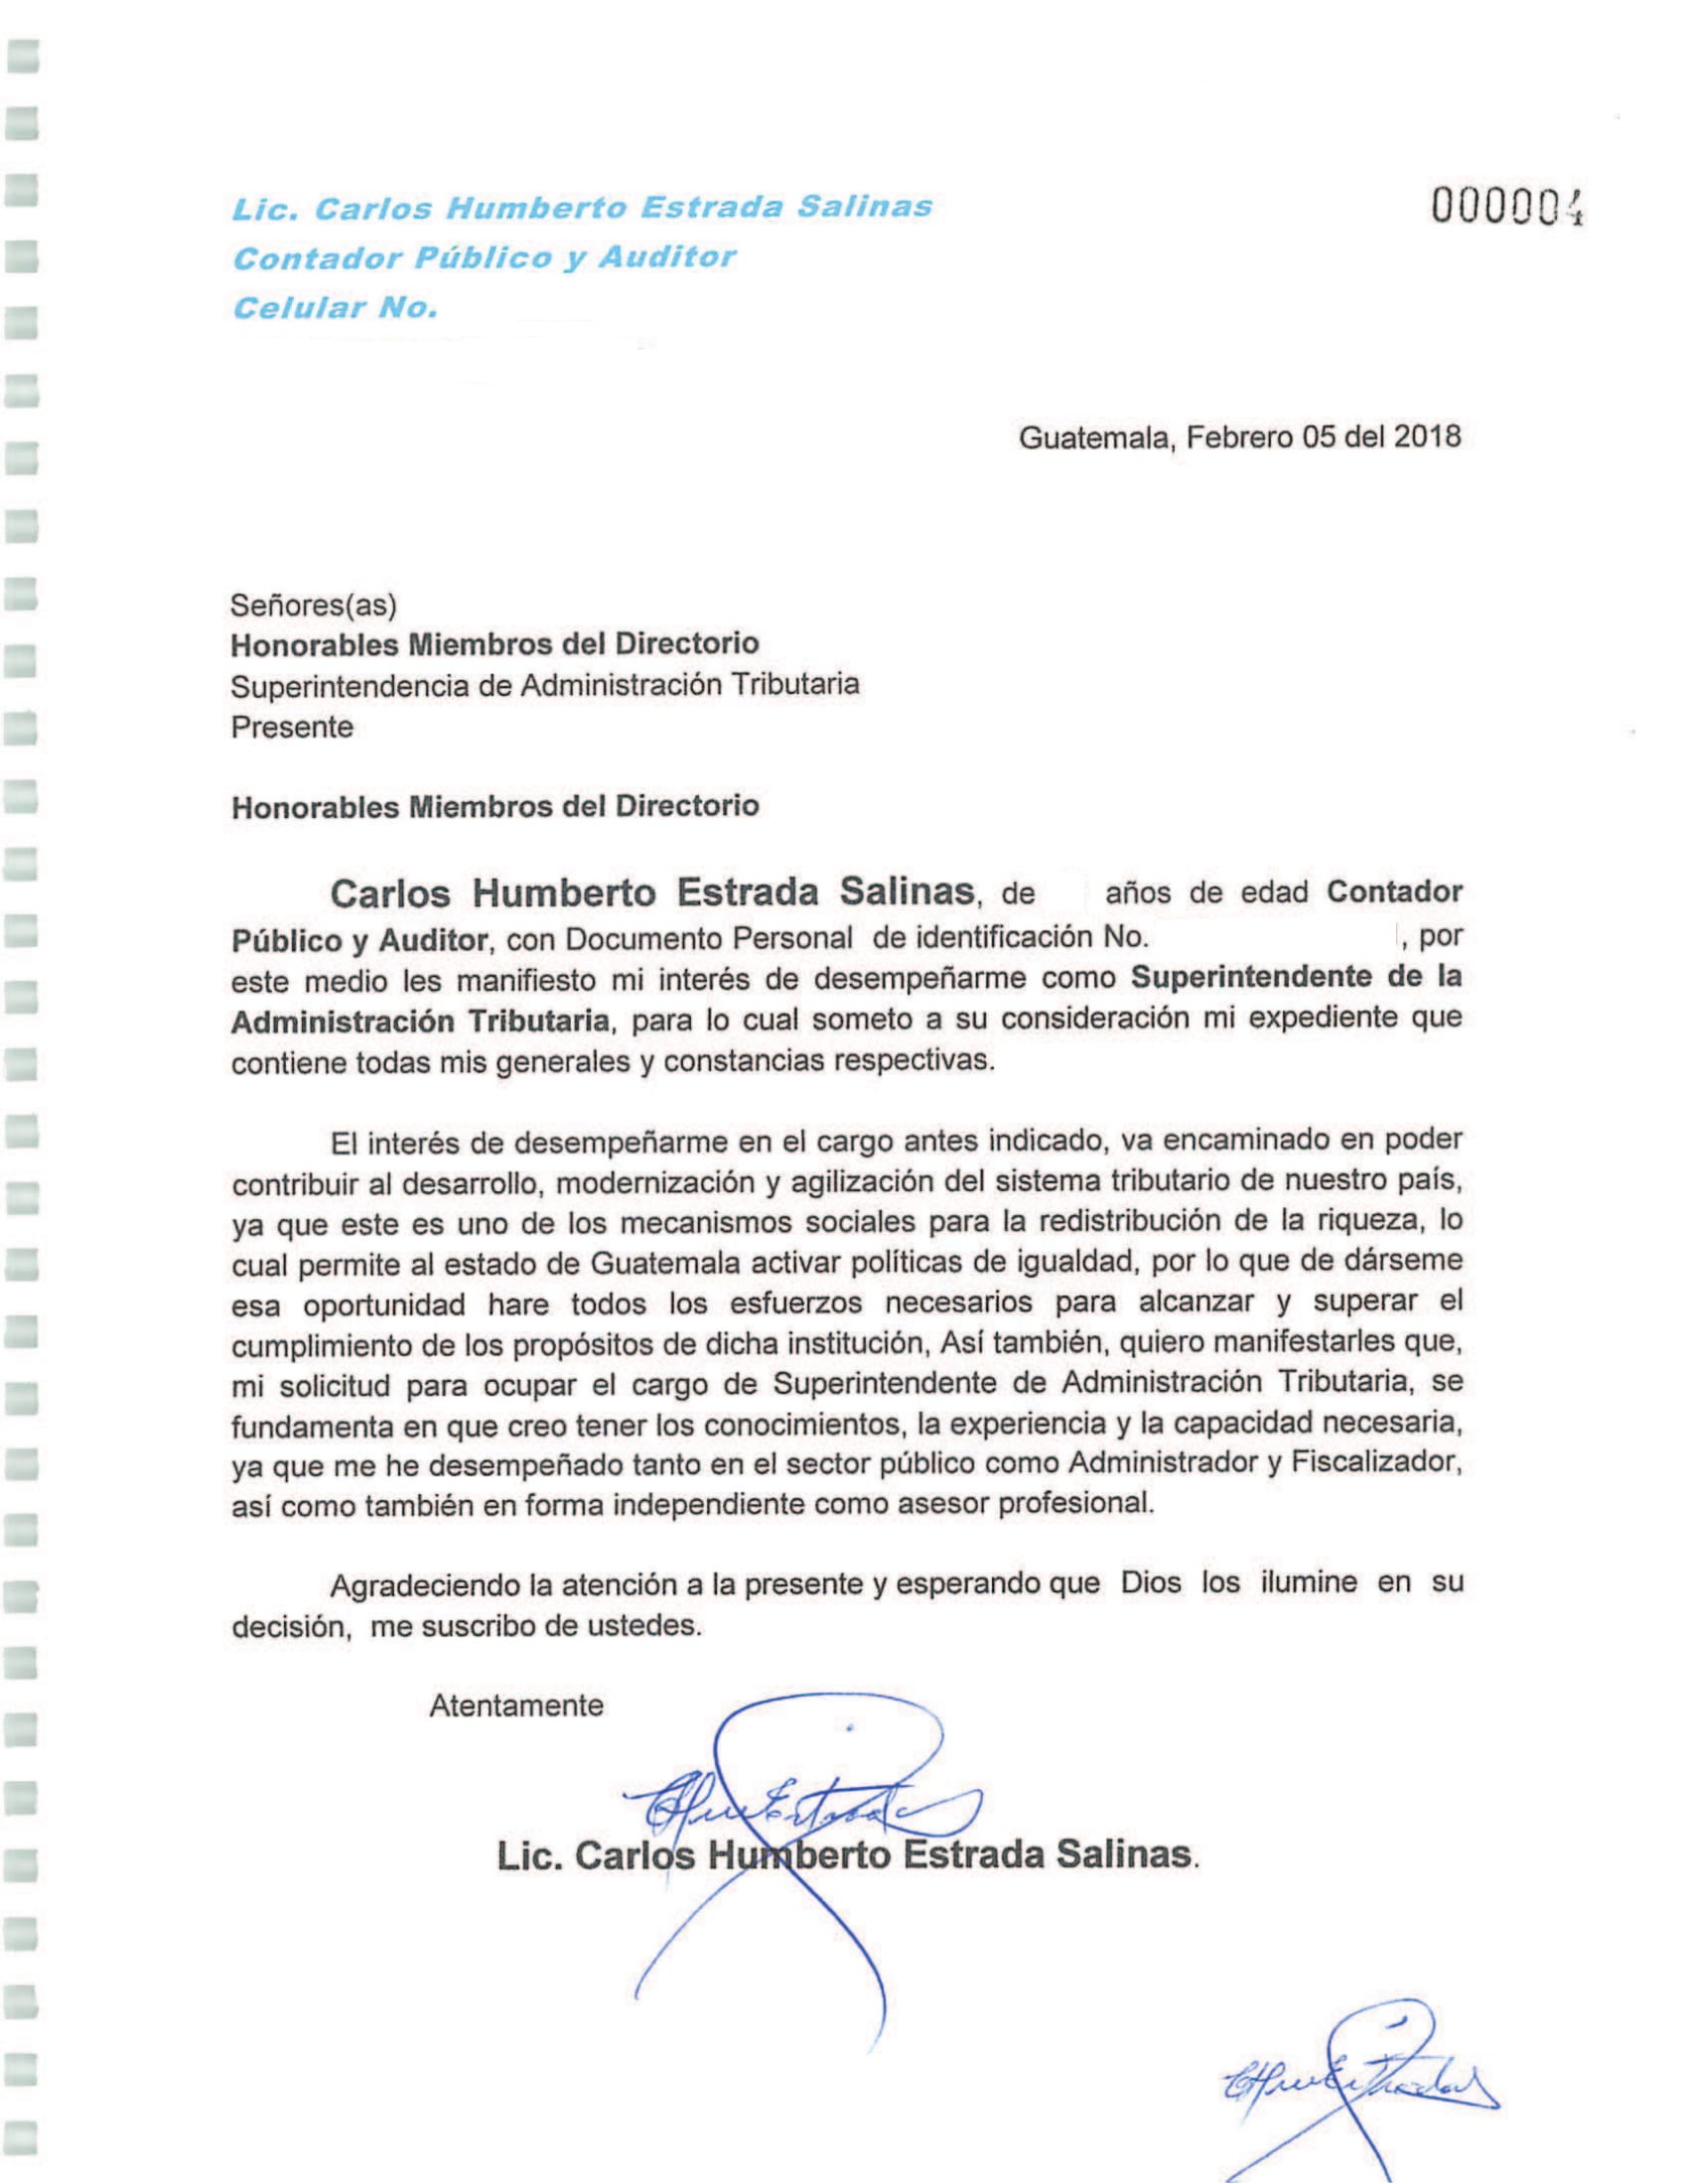 Lic. Carlos Humberto Estrada Salinas
000004
Contador Público y Auditor
Celular No.
Guatemala, Febrero 05 del 2018
Señores(as)
Honorables Miembros del Directorio
Superintendencia de Administración Tributaria
Presente
Honorables Miembros del Directorio
Carlos Humberto Estrada Salinas, de años de edad Contador
Público y Auditor, con Documento Personal de identificación No. , por
este medio les manifiesto mi interés de desempeñarme como Superintendente de la
Administración Tributaria, para lo cual someto a su consideración mi expediente que
contiene todas mis generales y constancias respectivas.
El interés de desempeñarme en el cargo antes indicado, va encaminado en poder
contribuir al desarrollo, modernización y agilización del sistema tributario de nuestro país,
ya que este es uno de los mecanismos sociales para la redistribución de la riqueza, lo
cual permite al estado de Guatemala activar políticas de igualdad, por lo que de dárseme
esa oportunidad hare todos los esfuerzos necesarios para alcanzar y superar el
cumplimiento de los propósitos de dicha institución, Así también, quiero manifestarles que,
mi solicitud para ocupar el cargo de Superintendente de Administración Tributaria, se
fundamenta en que creo tener los conocimientos, la experiencia y la capacidad necesaria,
ya que me he desempeñado tanto en el sector público como Administrador y Fiscalizador,
así como también en forma independiente como asesor profesional.
Agradeciendo la atención a la presente y esperando que Dios los ilumine en su
decisión, me suscribo de ustedes.
Atentamente
Lic. Carlos Humberto Estrada Salinas.